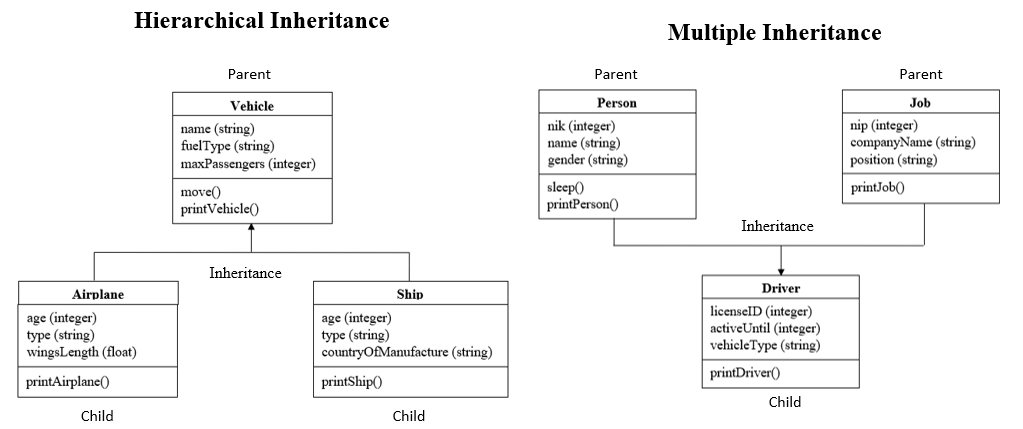 Hierarchical Inheritance
Parent
Vehicle
name (string)
fuelType (string)
maxPassengers (integer)
move()
printVehicle()
Inheritance
Airplane
age (integer)
type (string)
wingsLength (float)
printAirplane()
Child
Ship
age (integer)
type (string)
countryOfManufacture (string)
printShip()
Child
Multiple Inheritance
Parent
Person
nik (integer)
name (string)
gender (string)
sleep()
printPerson()
Parent
Job
nip (integer)
companyName (string)
position (string)
printJob()
Inheritance
Driver
licenseID (integer)
activeUntil (integer)
vehicleType (string)
printDriver()
Child